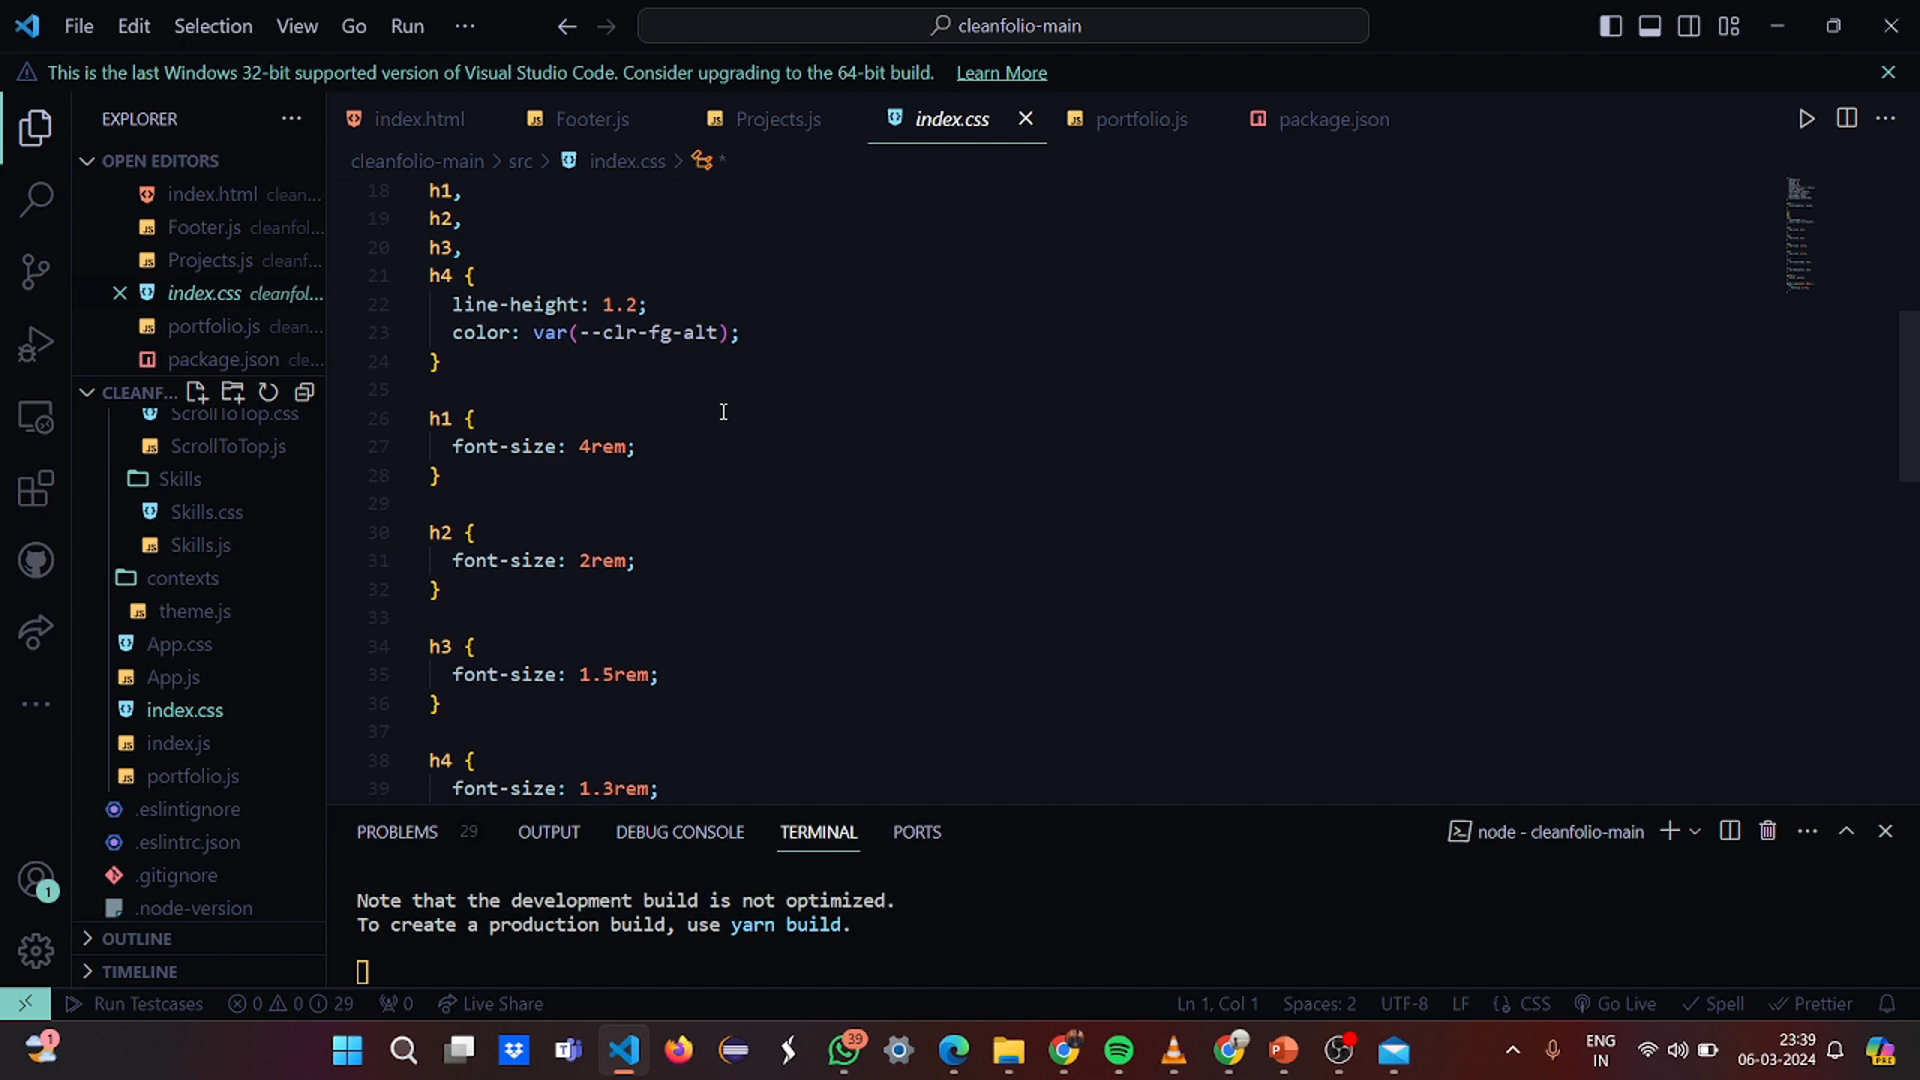 File Edit Selection View Go Run ··· cleanfolio-main
This is the last Windows 32-bit supported version of Visual Studio Code. Consider upgrading to the 64-bit build. Learn More
EXPLORER ···
OPEN EDITORS
index.html clean...
Footer.js cleanfol...
Projects.js cleanf...
index.css cleanfol...
portfolio.js clean...
package.json cle...
CLEANF...
ScrollToTop.css
ScrollToTop.js
Skills
Skills.css
Skills.js
contexts
theme.js
App.css
App.js
index.css
index.js
portfolio.js
.eslintignore
.eslintrc.json
.gitignore
.node-version
OUTLINE
TIMELINE
index.html Footer.js Projects.js index.css portfolio.js package.json
cleanfolio-main > src > index.css > *
18 h1,
19 h2,
20 h3,
21 h4 {
22 line-height: 1.2;
23 color: var(--clr-fg-alt);
24 }
25
26 h1 {
27 font-size: 4rem;
28 }
29
30 h2 {
31 font-size: 2rem;
32 }
33
34 h3 {
35 font-size: 1.5rem;
36 }
37
38 h4 {
39 font-size: 1.3rem;
PROBLEMS 29 OUTPUT DEBUG CONSOLE TERMINAL PORTS node - cleanfolio-main
Note that the development build is not optimized.
To create a production build, use yarn build.
1
Run Testcases 0 0 29 0 Live Share Ln 1, Col 1 Spaces: 2 UTF-8 LF CSS Go Live Spell Prettier
1 39 ENG IN 23:39 06-03-2024 PRE